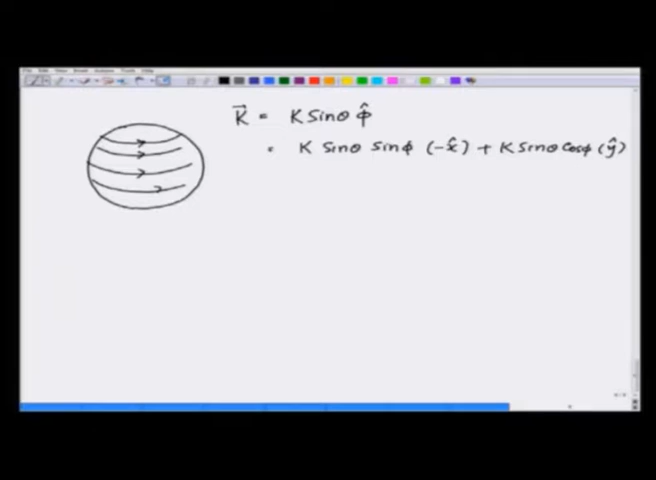 K⃗ = K Sinθ φ̂
= K Sinθ Sinφ (-x̂) + K Sinθ Cosφ (ŷ)